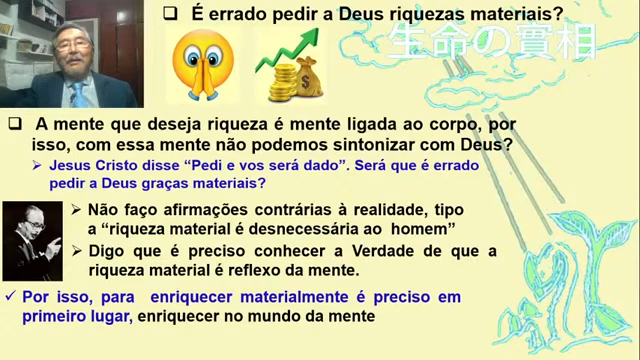 É errado pedir a Deus riquezas materiais?
生命の實相
A mente que deseja riqueza é mente ligada ao corpo, por
isso, com essa mente não podemos sintonizar com Deus?
Jesus Cristo disse “Pedi e vos será dado”. Será que é errado
pedir a Deus graças materiais?
Não faço afirmações contrárias à realidade, tipo
a “riqueza material é desnecessária ao homem”
Digo que é preciso conhecer a Verdade de que a
riqueza material é reflexo da mente.
Por isso, para enriquecer materialmente é preciso em
primeiro lugar, enriquecer no mundo da mente